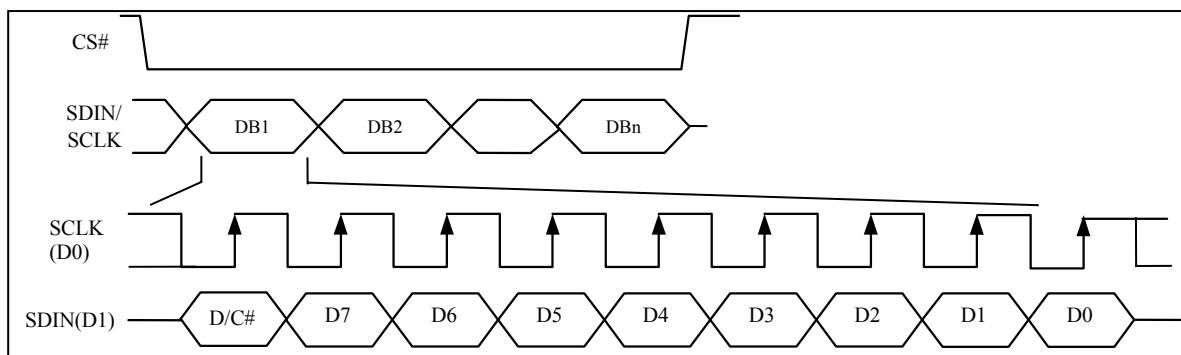 CS#
SDIN/
SCLK
DB1 DB2 DBn
SCLK
(D0)
SDIN(D1) D/C# D7 D6 D5 D4 D3 D2 D1 D0